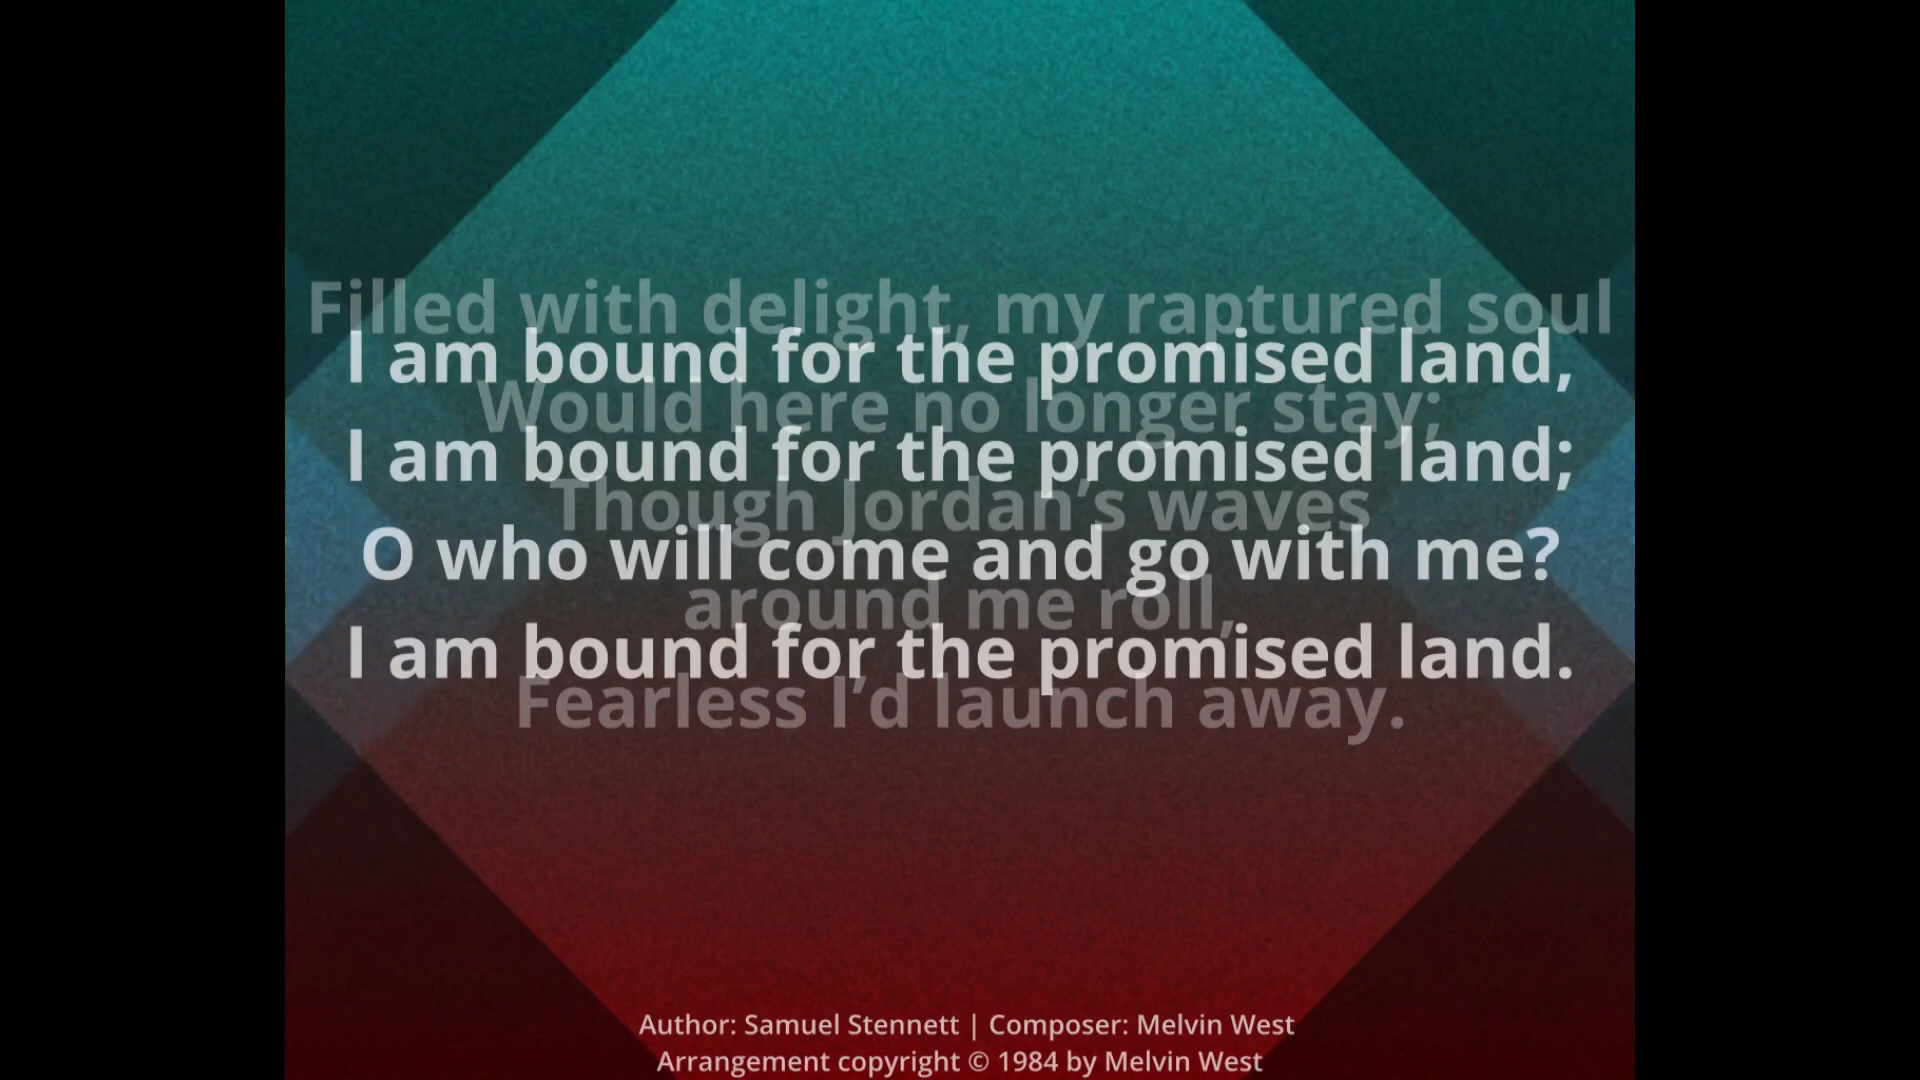 Filled with delight, my raptured soul
I am bound for the promised land,
Would here no longer stay;
I am bound for the promised land;
Though Jordan’s waves
O who will come and go with me?
around me roll,
I am bound for the promised land.
Fearless I’d launch away.
Author: Samuel Stennett | Composer: Melvin West
Arrangement copyright © 1984 by Melvin West